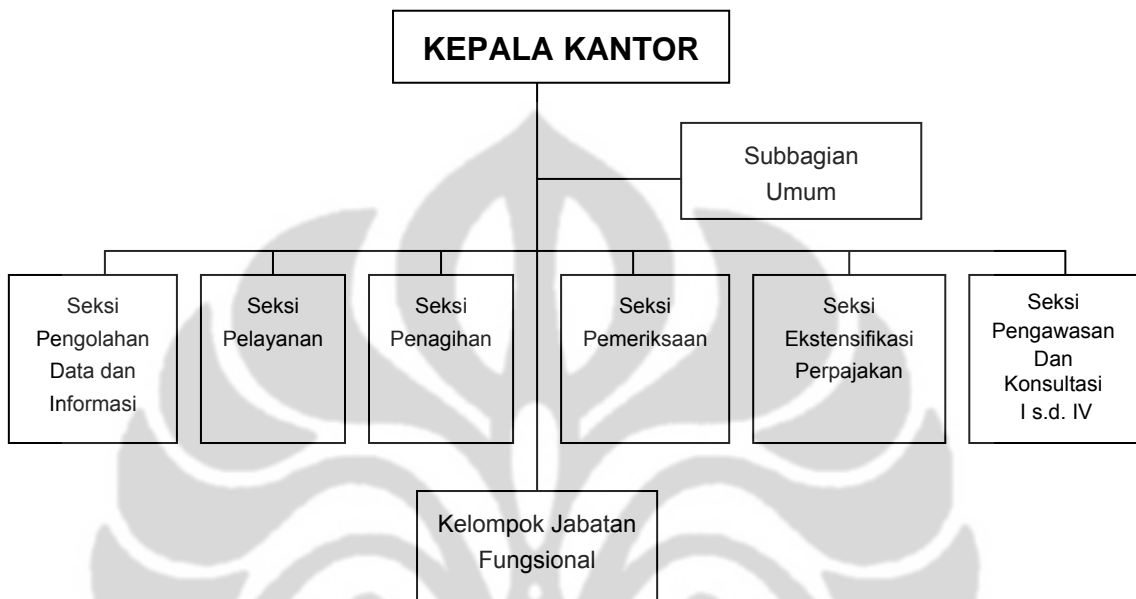 KEPALA KANTOR
Subbagian
Umum
Seksi
Pengolahan
Data dan
Informasi
Seksi
Pelayanan
Seksi
Penagihan
Seksi
Pemeriksaan
Seksi
Ekstensifikasi
Perpajakan
Seksi
Pengawasan
Dan
Konsultasi
I s.d. IV
Kelompok Jabatan
Fungsional